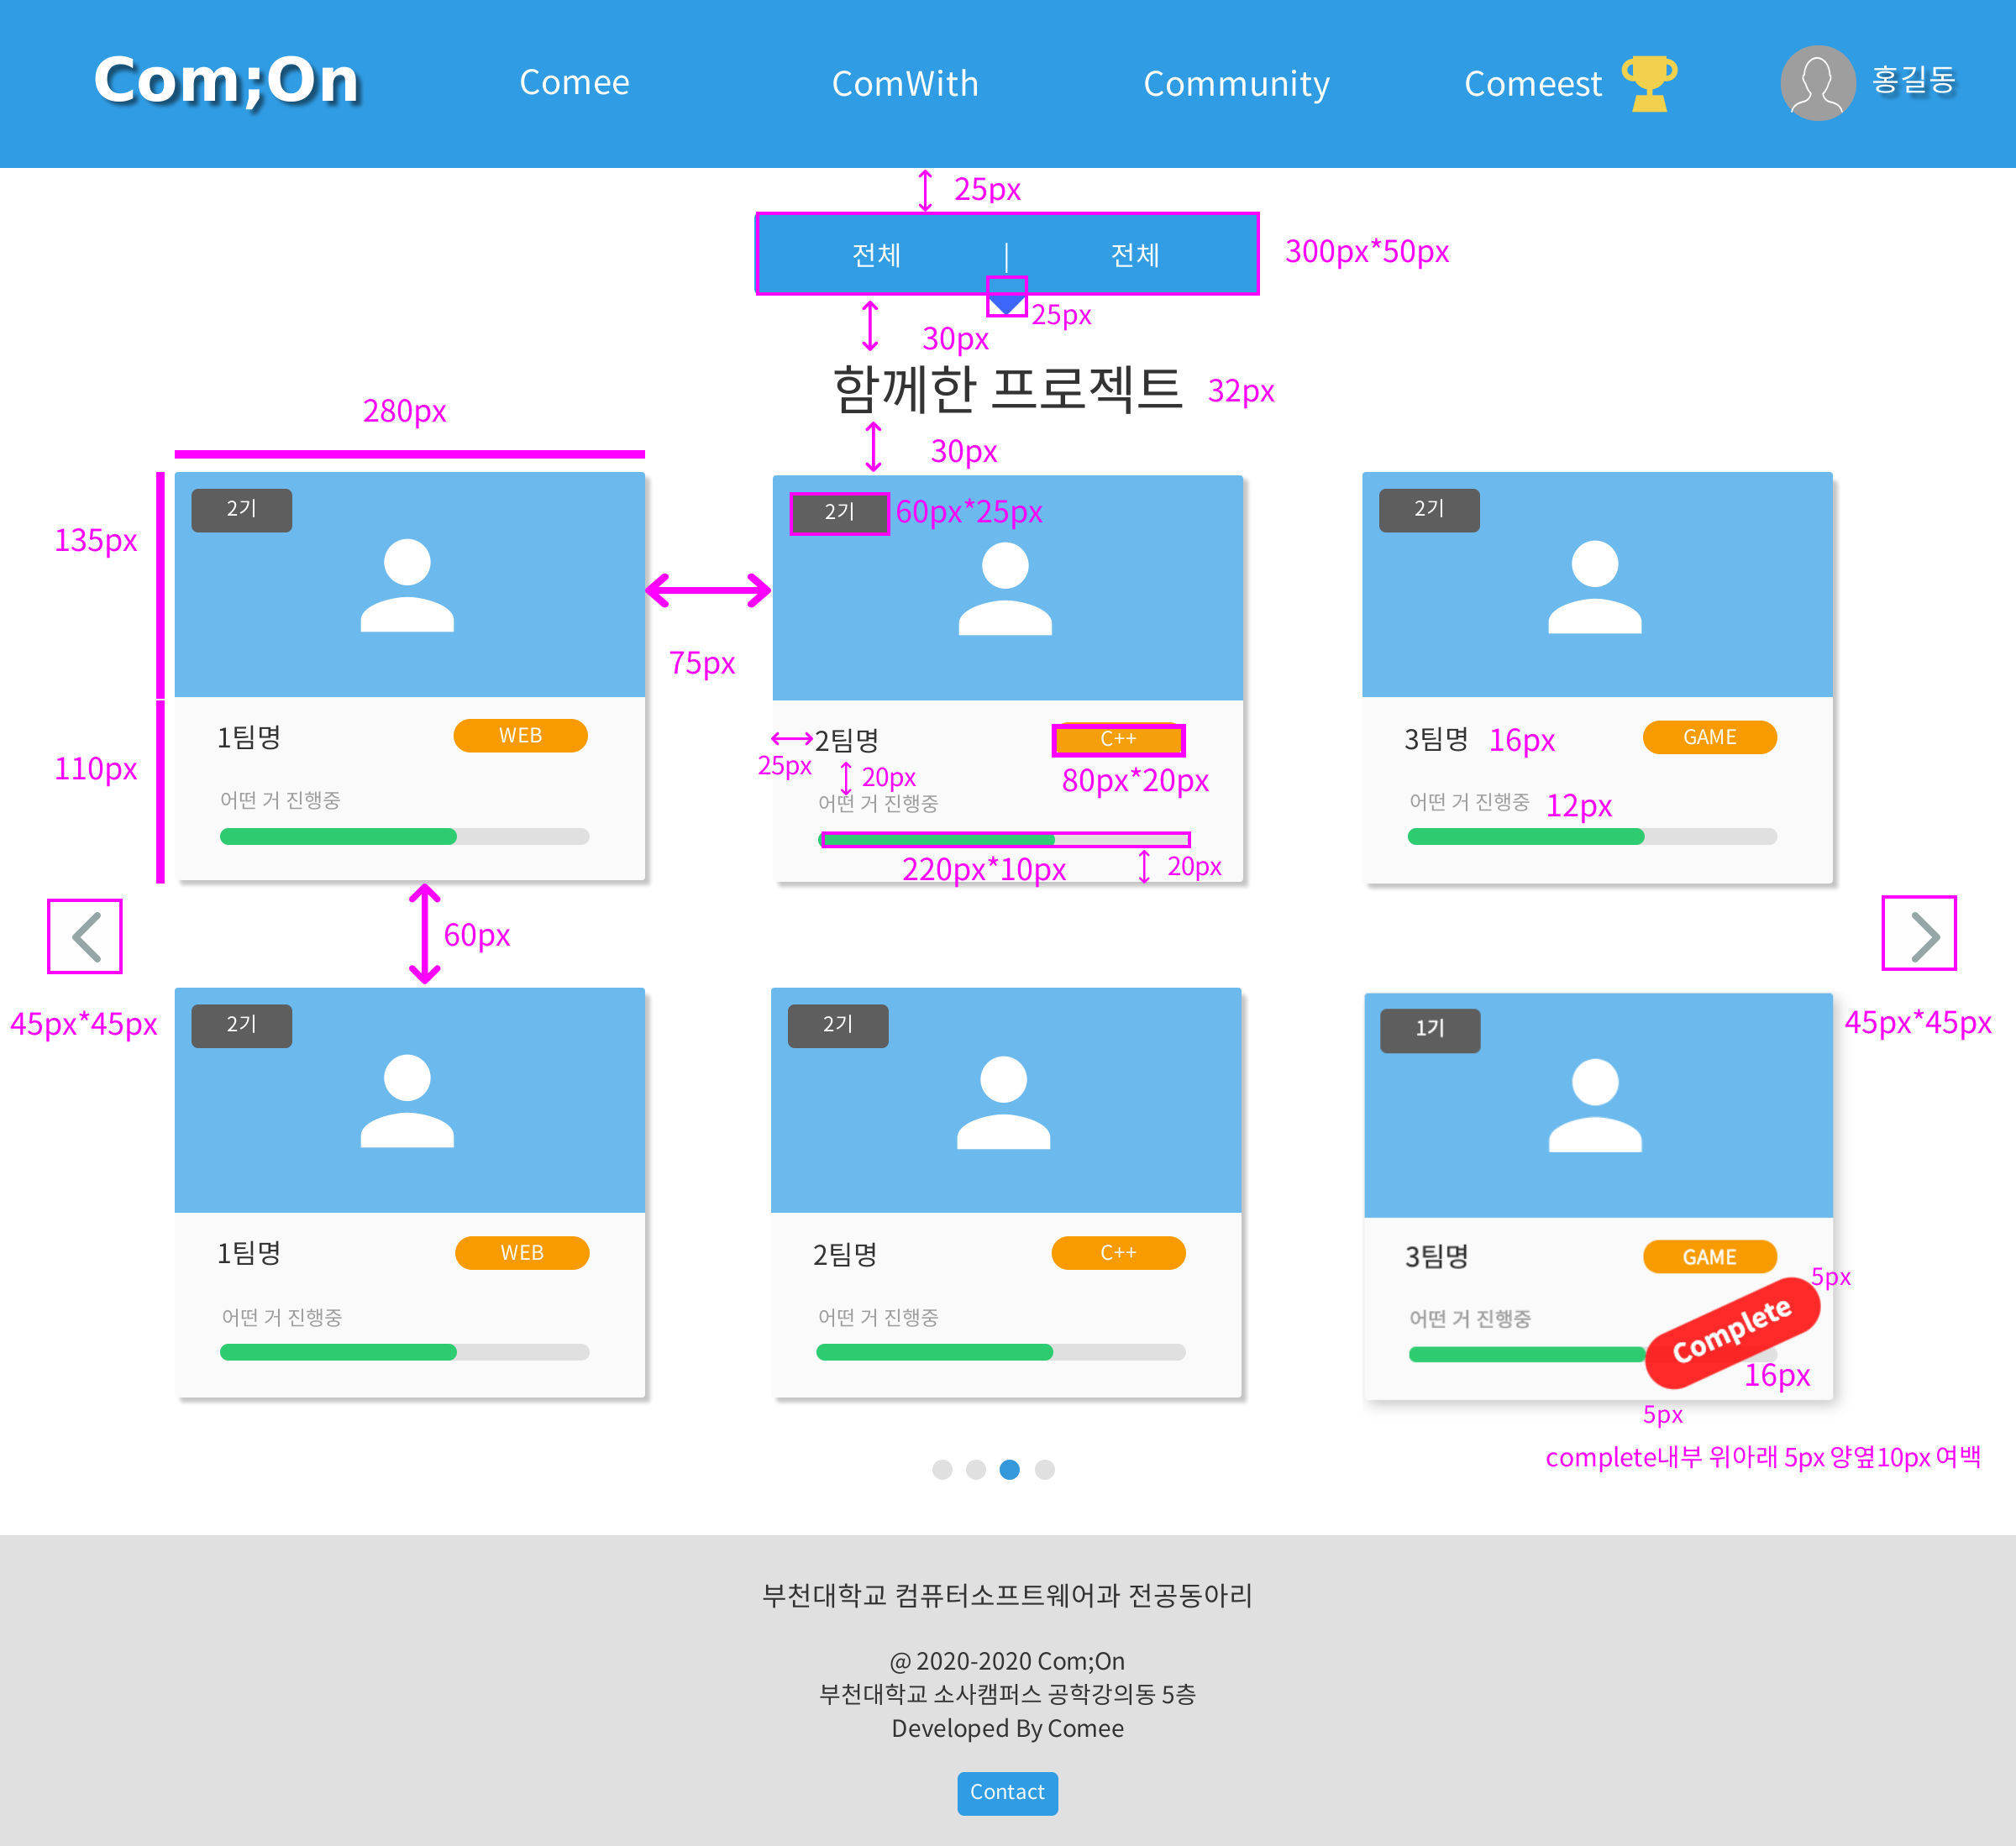 Com;On
Comee
ComWith
Community
Comeest
홍길동
25px
전체 | 전체
300px*50px
25px
30px
함께한 프로젝트
32px
280px
30px
2기
2기
60px*25px
2기
135px
75px
1팀명
WEB
2팀명
C++
3팀명
16px
GAME
110px
25px
20px
80px*20px
어떤 거 진행중
어떤 거 진행중
어떤 거 진행중
12px
220px*10px
20px
60px
45px*45px
45px*45px
2기
2기
1기
1팀명
WEB
2팀명
C++
3팀명
GAME
5px
어떤 거 진행중
어떤 거 진행중
어떤 거 진행중
Complete
16px
5px
complete내부 위아래 5px 양옆10px 여백
부천대학교 컴퓨터소프트웨어과 전공동아리
@ 2020-2020 Com;On
부천대학교 소사캠퍼스 공학강의동 5층
Developed By Comee
Contact